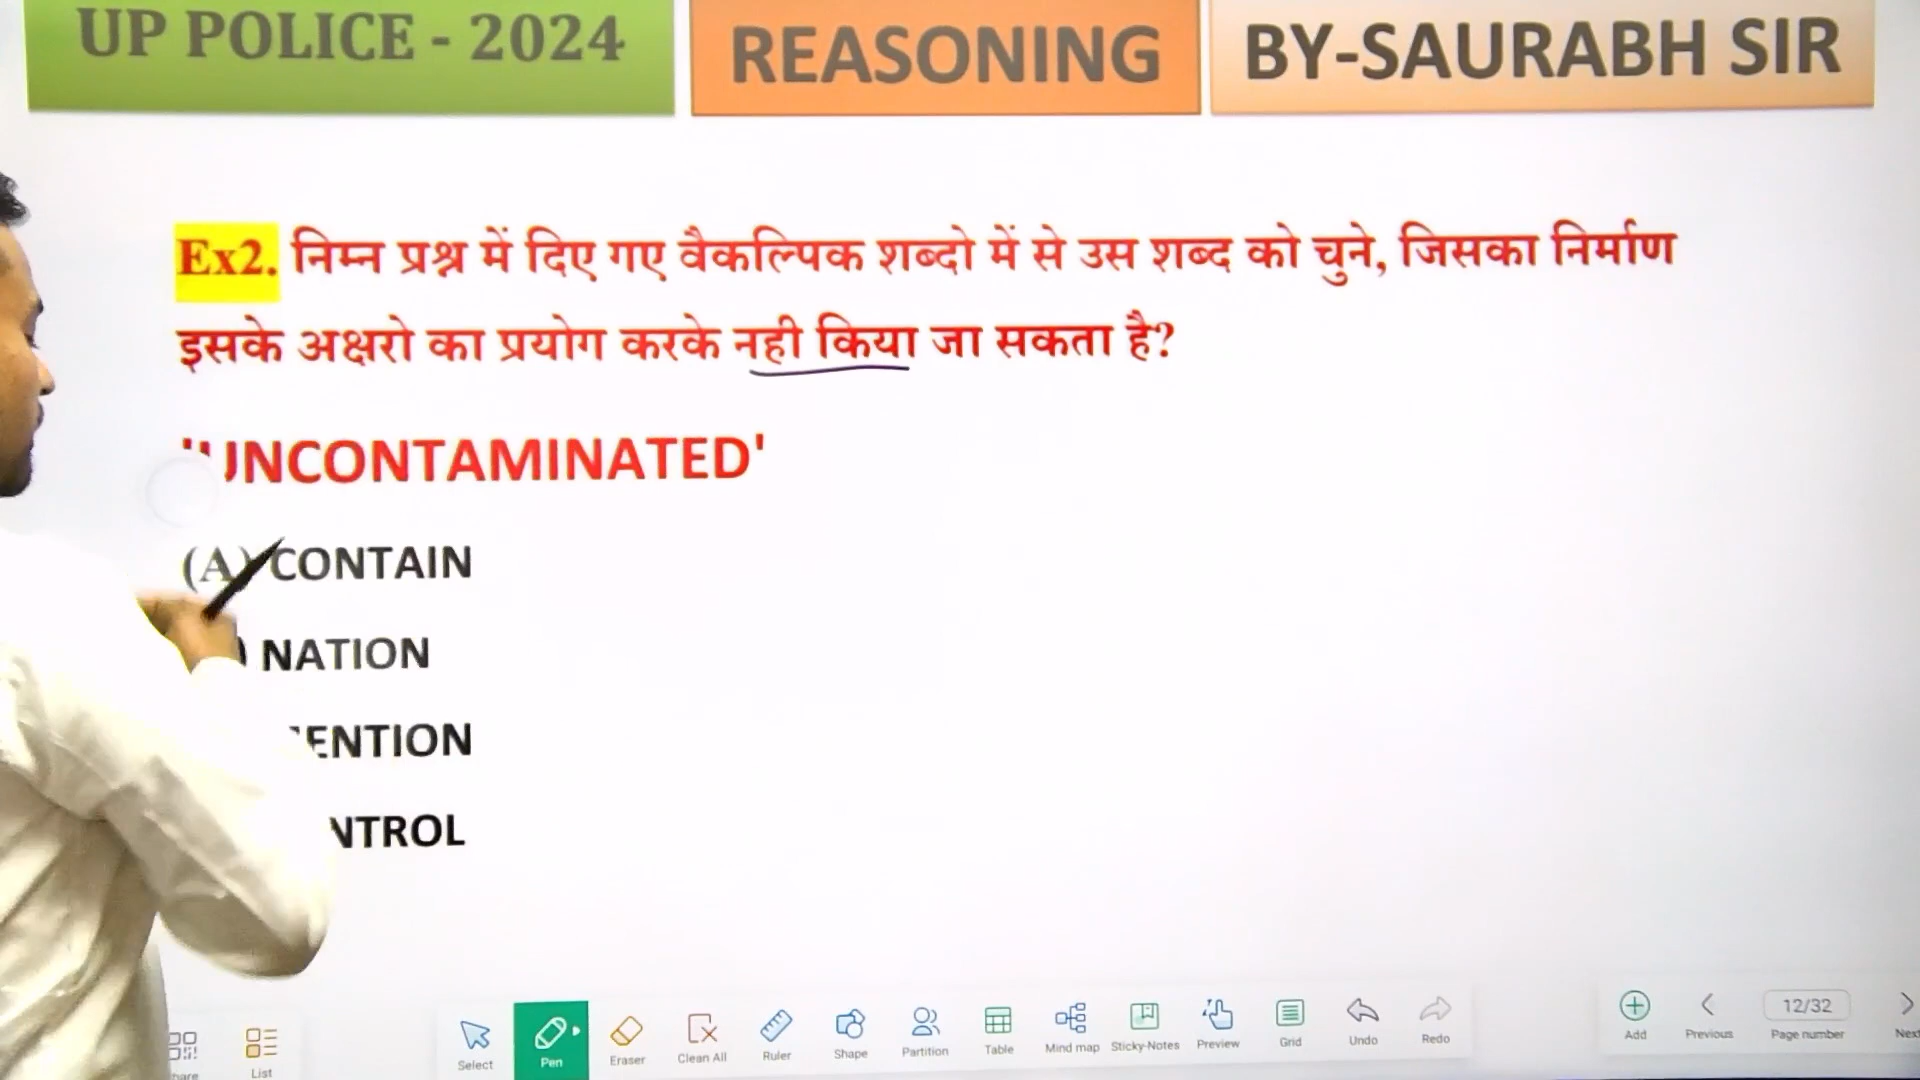 UP POLICE - 2024
REASONING
BY-SAURABH SIR
Ex2. निम्न प्रश्न में दिए गए वैकल्पिक शब्दो में से उस शब्द को चुने, जिसका निर्माण
इसके अक्षरो का प्रयोग करके नही किया जा सकता है?
'UNCONTAMINATED'
(A) CONTAIN
) NATION
ENTION
NTROL
List
Select
Pen
Eraser
Clean All
Ruler
Shape
Partition
Table
Mind map
Sticky-Notes
Preview
Grid
Undo
Redo
Add
Previous
12/32
Page number
Next